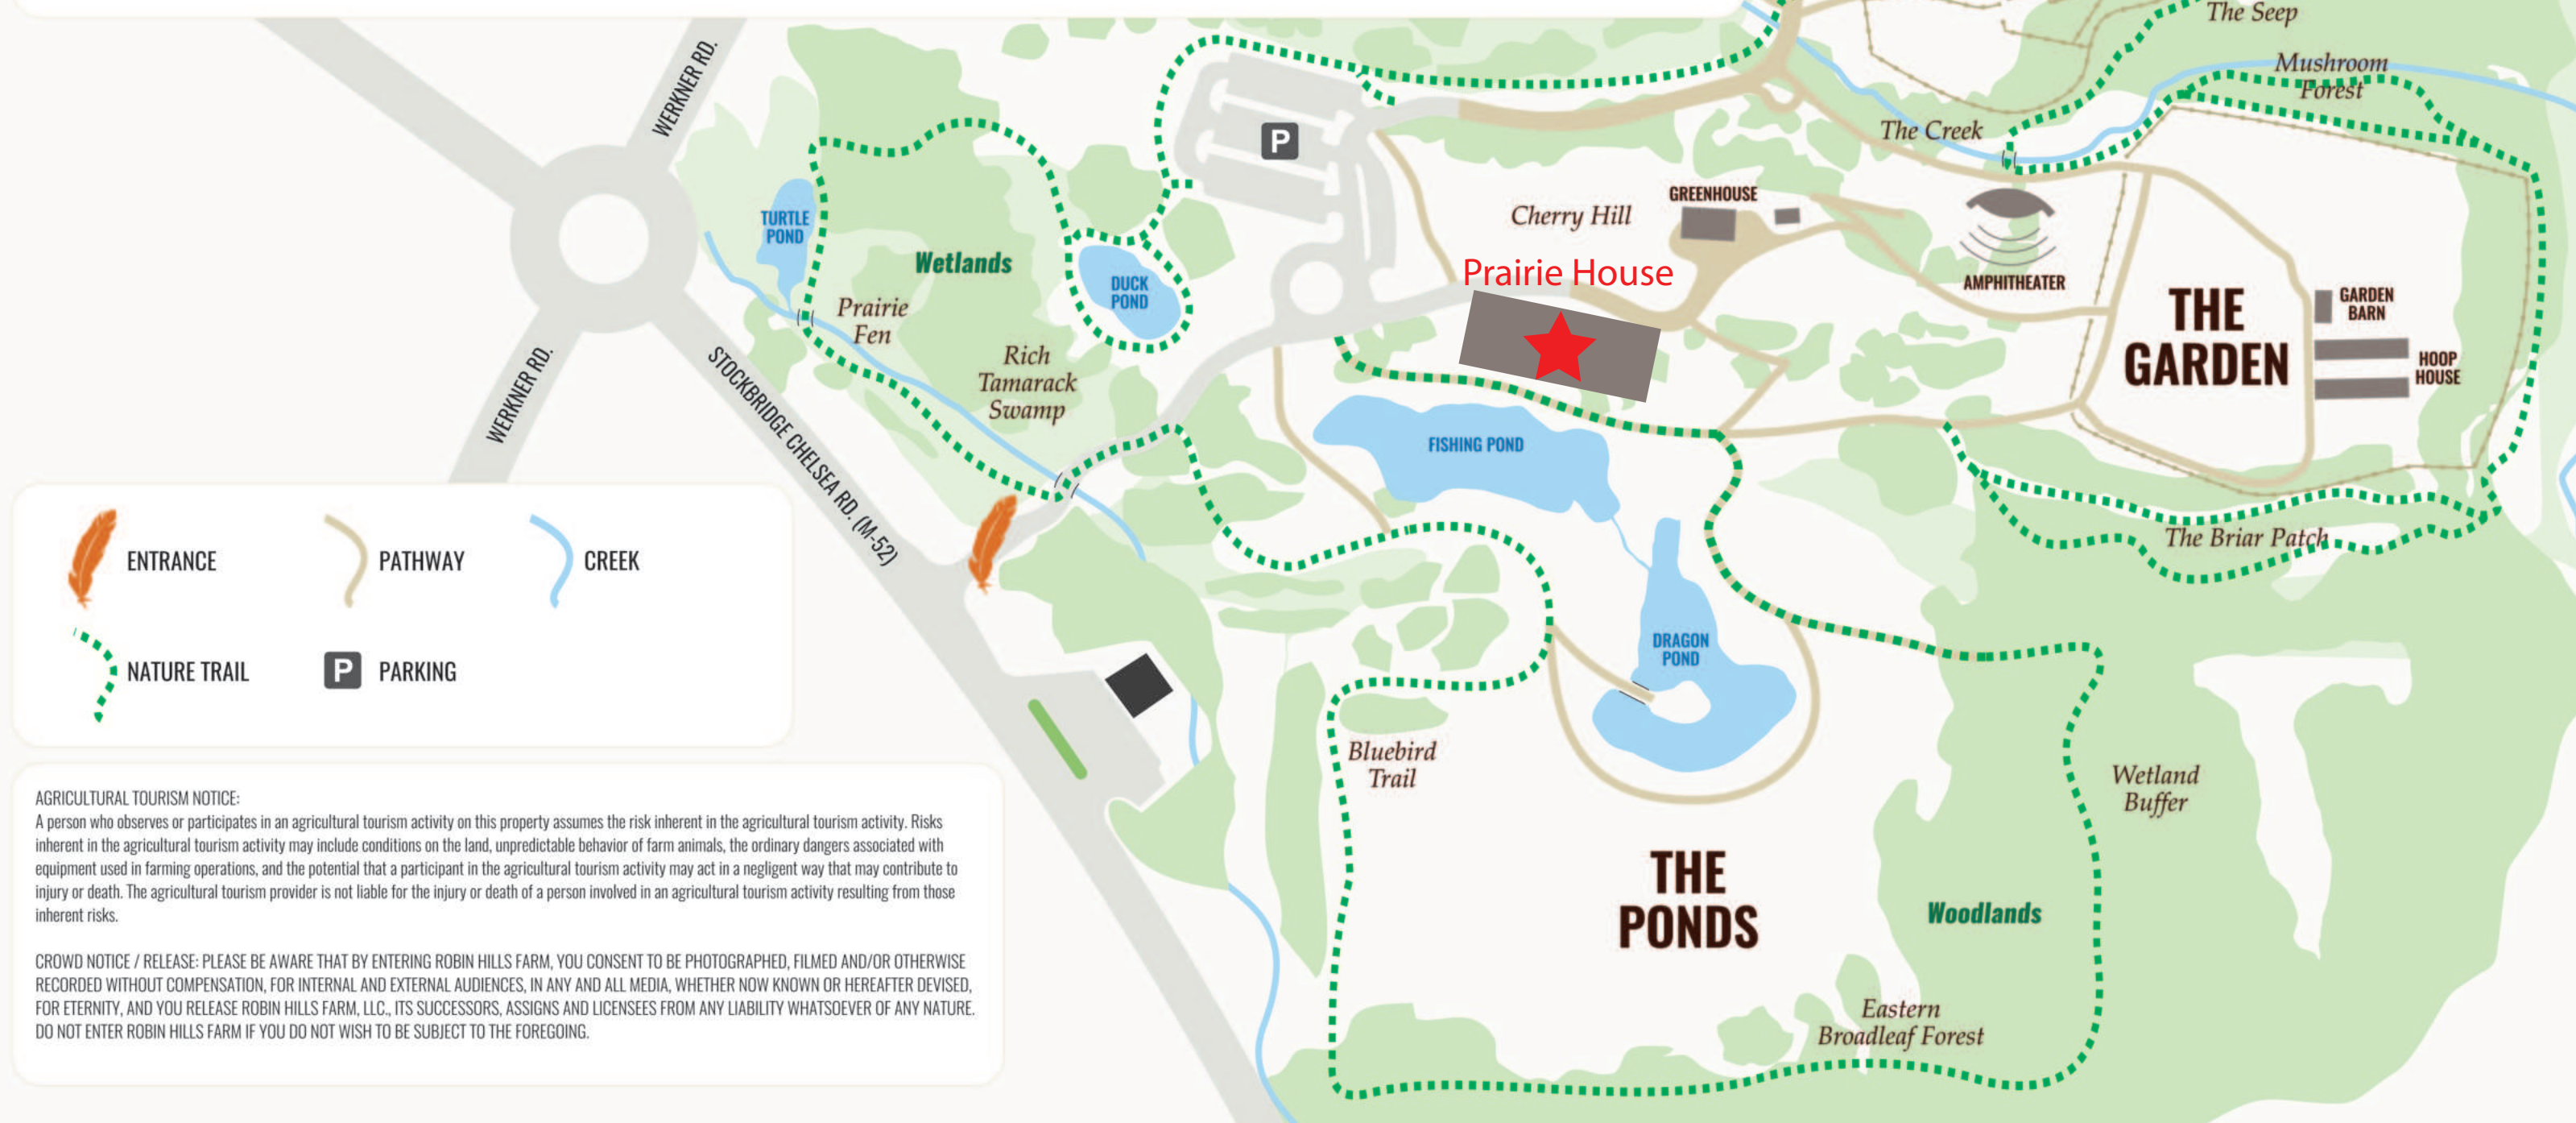 The Seep
WERKNER RD.
Mushroom
Forest
P
The Creek
GREENHOUSE
Cherry Hill
TURTLE
POND
Wetlands
Prairie House
AMPHITHEATER
DUCK
POND
THE
GARDEN
GARDEN
BARN
Prairie
Fen
Rich
Tamarack
Swamp
HOOP
HOUSE
WERKNER RD.
STOCKBRIDGE CHELSEA RD. (M-52)
FISHING POND
The Briar Patch
ENTRANCE
PATHWAY
CREEK
NATURE TRAIL
P
PARKING
DRAGON
POND
Bluebird
Trail
Wetland
Buffer
THE
PONDS
Woodlands
Eastern
Broadleaf Forest
AGRICULTURAL TOURISM NOTICE:
A person who observes or participates in an agricultural tourism activity on this property assumes the risk inherent in the agricultural tourism activity. Risks
inherent in the agricultural tourism activity may include conditions on the land, unpredictable behavior of farm animals, the ordinary dangers associated with
equipment used in farming operations, and the potential that a participant in the agricultural tourism activity may act in a negligent way that may contribute to
injury or death. The agricultural tourism provider is not liable for the injury or death of a person involved in an agricultural tourism activity resulting from those
inherent risks.
CROWD NOTICE / RELEASE: PLEASE BE AWARE THAT BY ENTERING ROBIN HILLS FARM, YOU CONSENT TO BE PHOTOGRAPHED, FILMED AND/OR OTHERWISE
RECORDED WITHOUT COMPENSATION, FOR INTERNAL AND EXTERNAL AUDIENCES, IN ANY AND ALL MEDIA, WHETHER NOW KNOWN OR HEREAFTER DEVISED,
FOR ETERNITY, AND YOU RELEASE ROBIN HILLS FARM, LLC., ITS SUCCESSORS, ASSIGNS AND LICENSEES FROM ANY LIABILITY WHATSOEVER OF ANY NATURE.
DO NOT ENTER ROBIN HILLS FARM IF YOU DO NOT WISH TO BE SUBJECT TO THE FOREGOING.